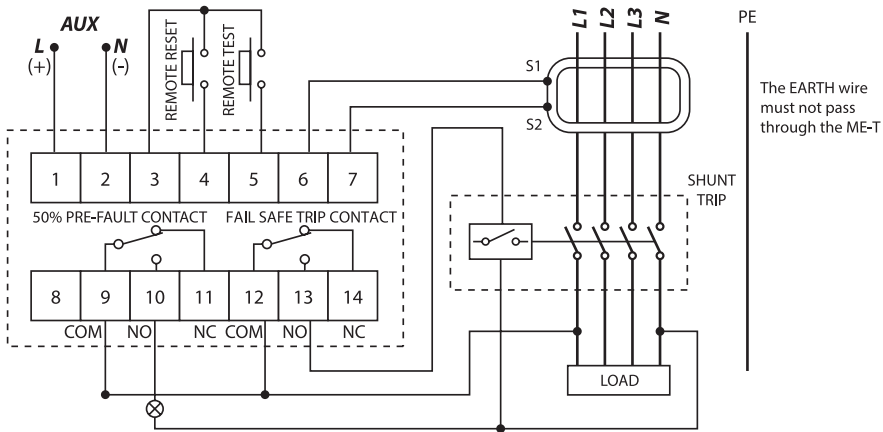 AUX
L N
(+) (-)
REMOTE RESET
REMOTE TEST
L1 L2 L3 N
PE
S1
S2
The EARTH wire
must not pass
through the ME-T
1 2 3 4 5 6 7
SHUNT
TRIP
50% PRE-FAULT CONTACT FAIL SAFE TRIP CONTACT
8 9 10 11 12 13 14
COM NO NC COM NO NC
LOAD